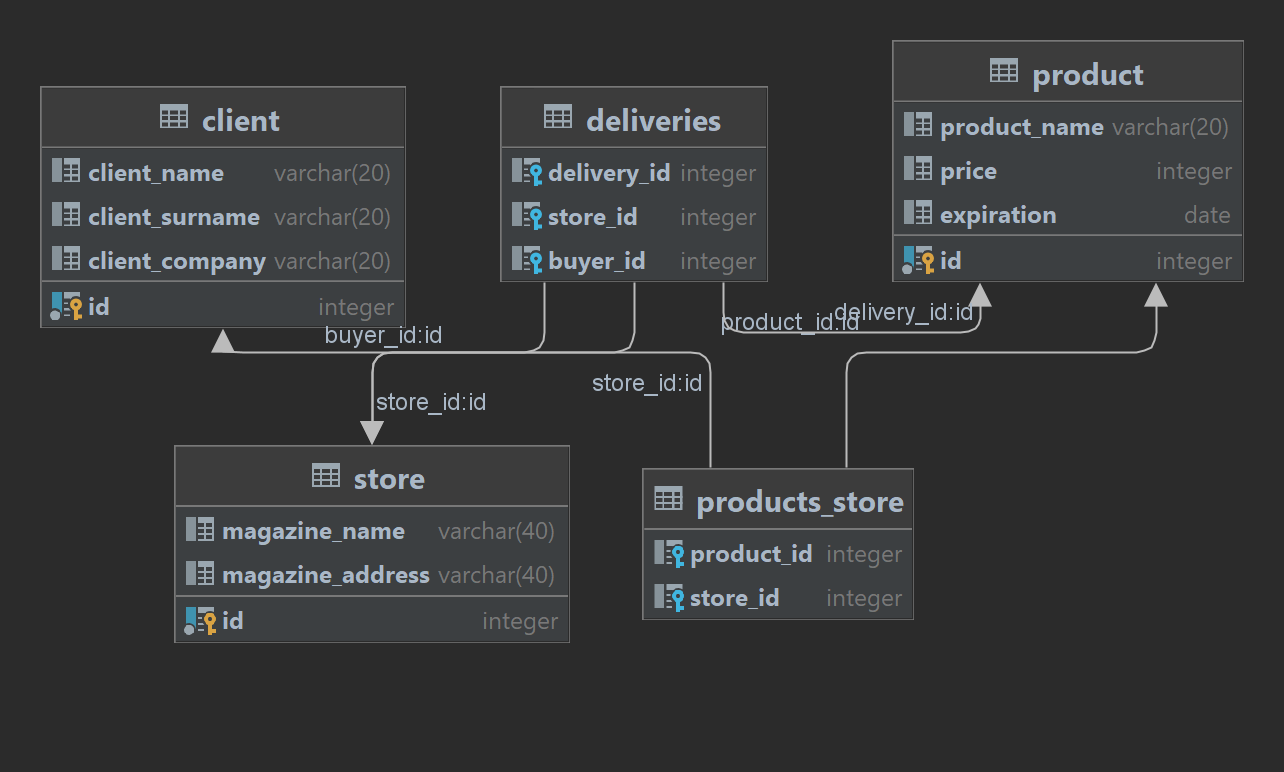 client
client_name varchar(20)
client_surname varchar(20)
client_company varchar(20)
id integer
deliveries
delivery_id integer
store_id integer
buyer_id integer
product
product_name varchar(20)
price integer
expiration date
id integer
buyer_id:id
product_id:id
delivery_id:id
store_id:id
store_id:id
store
magazine_name varchar(40)
magazine_address varchar(40)
id integer
products_store
product_id integer
store_id integer